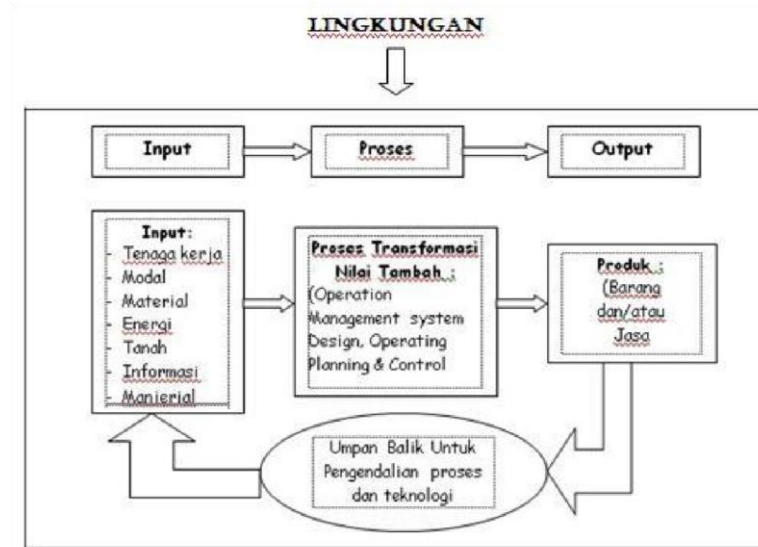 LINGKUNGAN
Input
Proses
Output
Input:
- Tenaga kerja
- Modal
- Material
- Energi
- Tanah
- Informasi
- Manjerial
Proses Transformasi
Nilai Tambah :
(Operation
Management system
Design, Operating
Planning & Control
Produk :
(Barang
dan/atau
Jasa
Umpan Balik Untuk
Pengendalian proses
dan teknologi